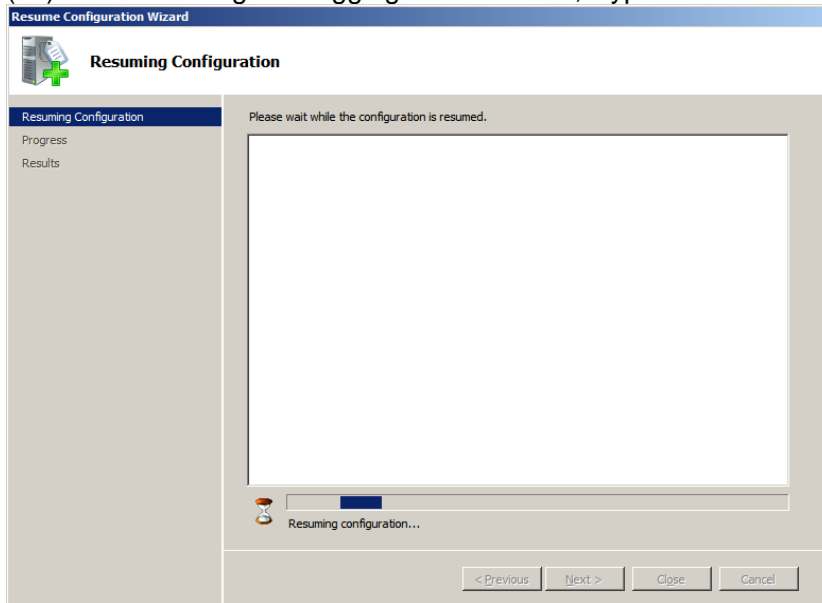 Resume Configuration Wizard
Resuming Configuration
Resuming Configuration
Progress
Results
Please wait while the configuration is resumed.
Resuming configuration...
< Previous
Next >
Close
Cancel